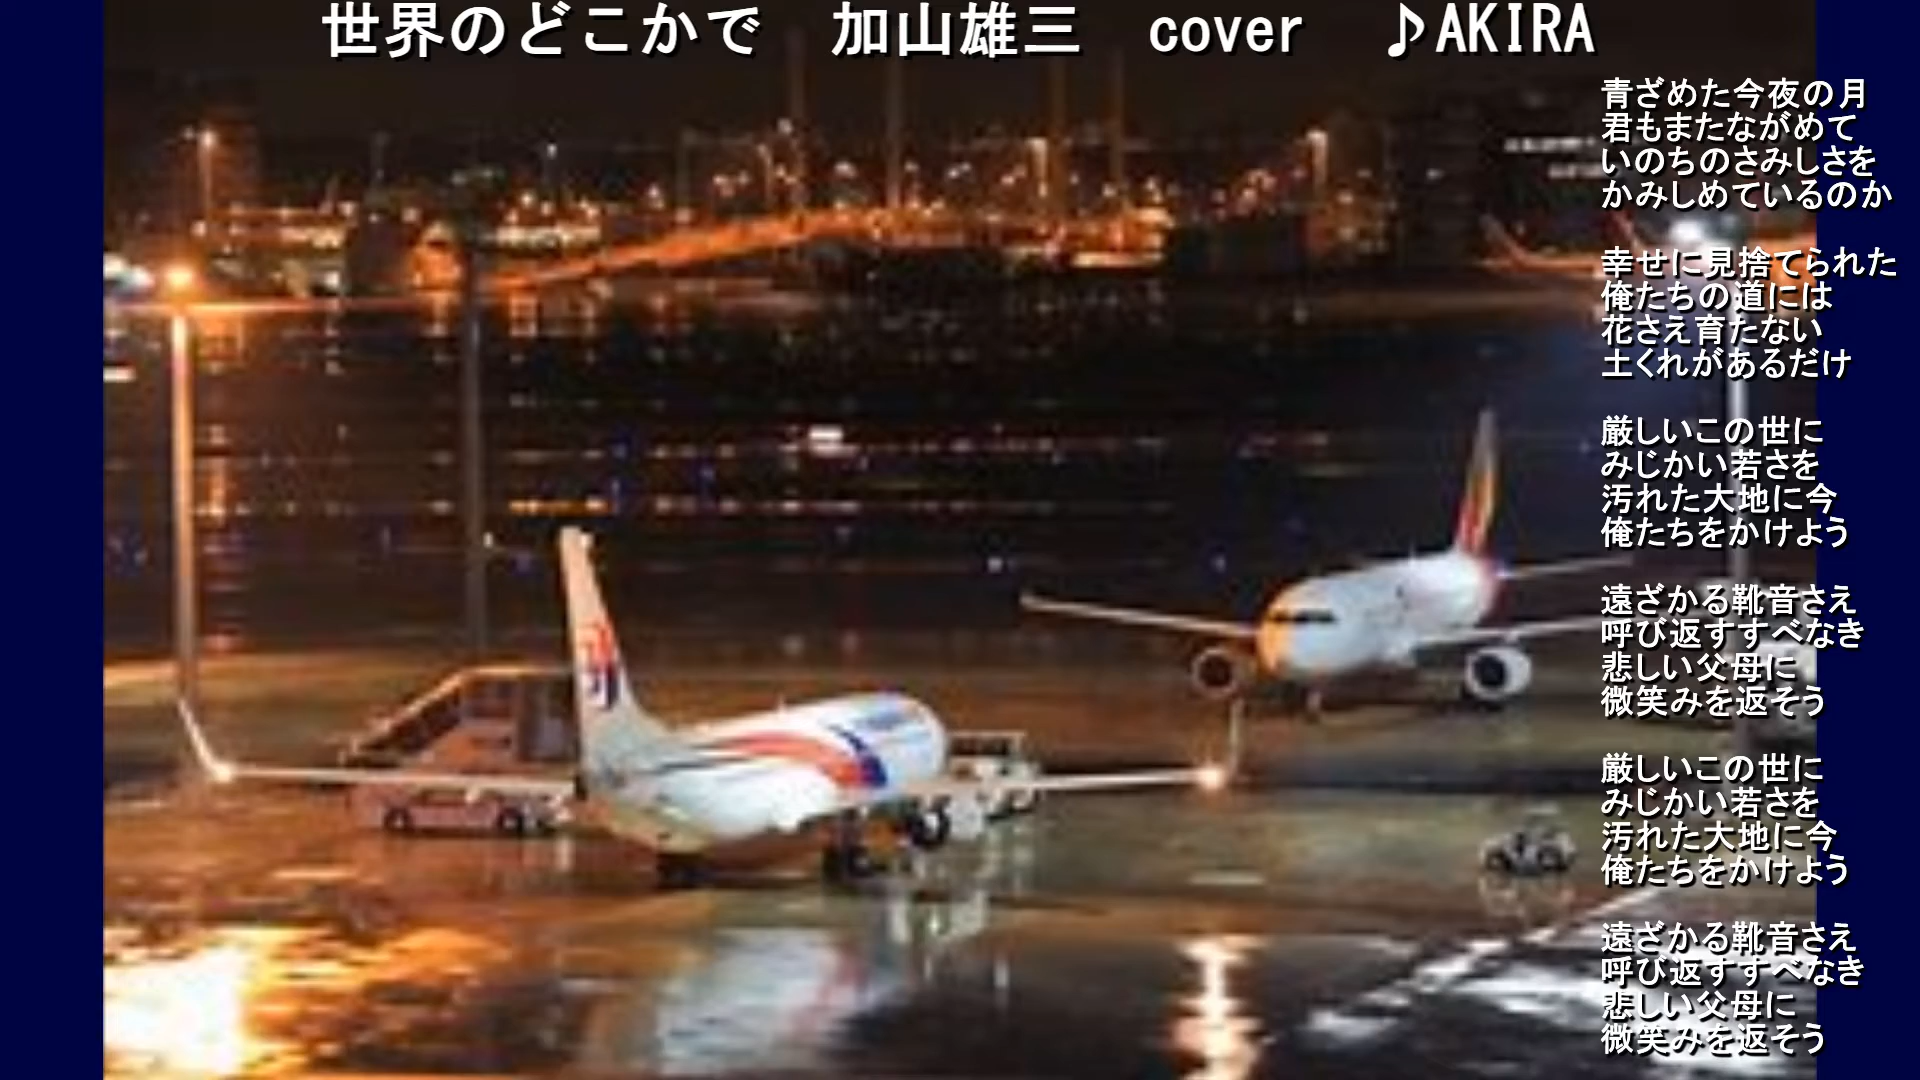 世界のどこかで　加山雄三　cover　♪AKIRA
青ざめた今夜の月
君もまたながめて
いのちのさみしさを
かみしめているのか
幸せに見捨てられた
俺たちの道には
花さえ育たない
土くれがあるだけ
厳しいこの世に
みじかい若さを
汚れた大地に今
俺たちをかけよう
遠ざかる靴音さえ
呼び返すすべなき
悲しい父母に
微笑みを返そう
厳しいこの世に
みじかい若さを
汚れた大地に今
俺たちをかけよう
遠ざかる靴音さえ
呼び返すすべなき
悲しい父母に
微笑みを返そう